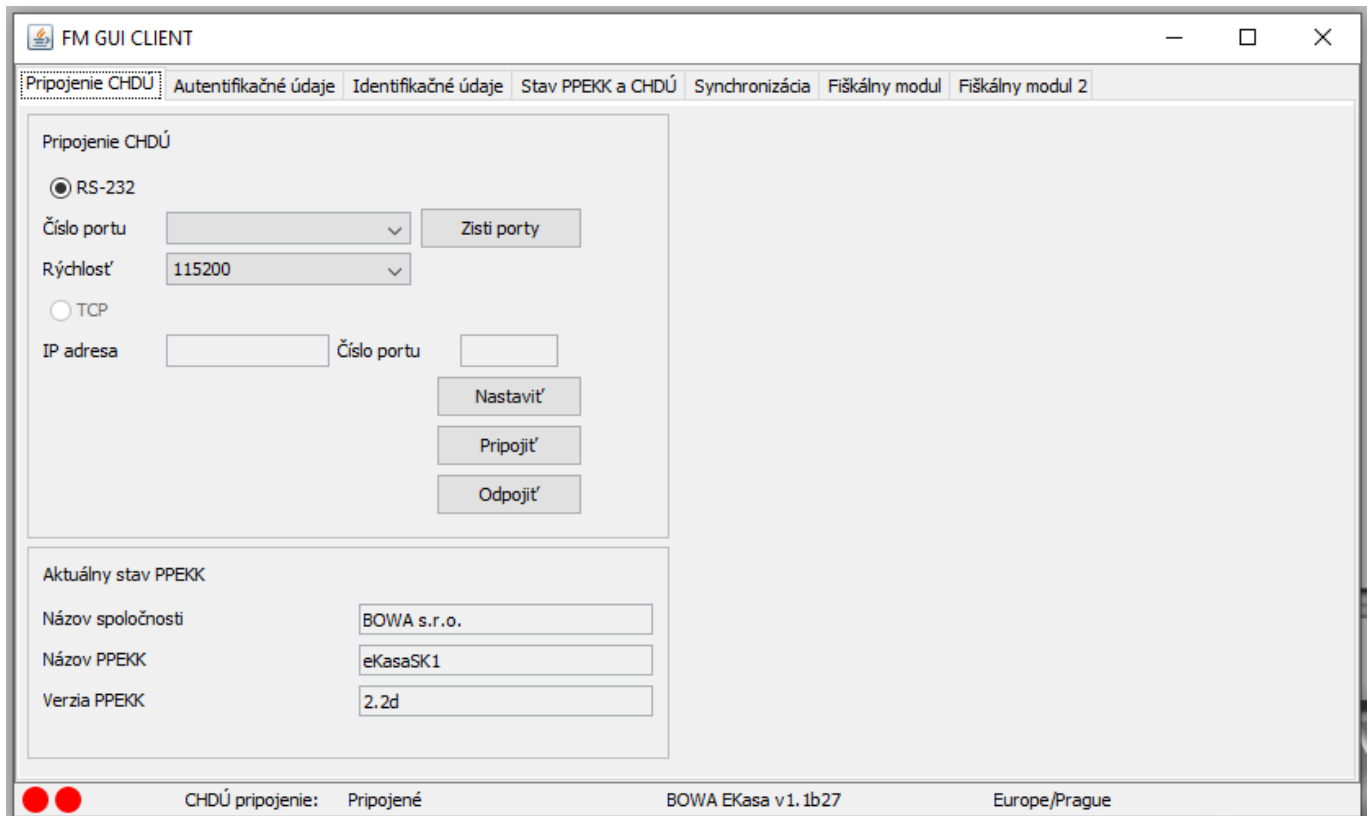 FM GUI CLIENT
Pripojenie CHDÚ Autentifikačné údaje Identifikačné údaje Stav PPEKK a CHDÚ Synchronizácia Fiškálny modul Fiškálny modul 2
Pripojenie CHDÚ
RS-232
Číslo portu Zisti porty
Rýchlosť 115200
TCP
IP adresa Číslo portu
Nastaviť
Pripojiť
Odpojiť
Aktuálny stav PPEKK
Názov spoločnosti BOWA s.r.o.
Názov PPEKK eKasaSK1
Verzia PPEKK 2.2d
CHDÚ pripojenie: Pripojené BOWA EKasa v1.1b27 Europe/Prague